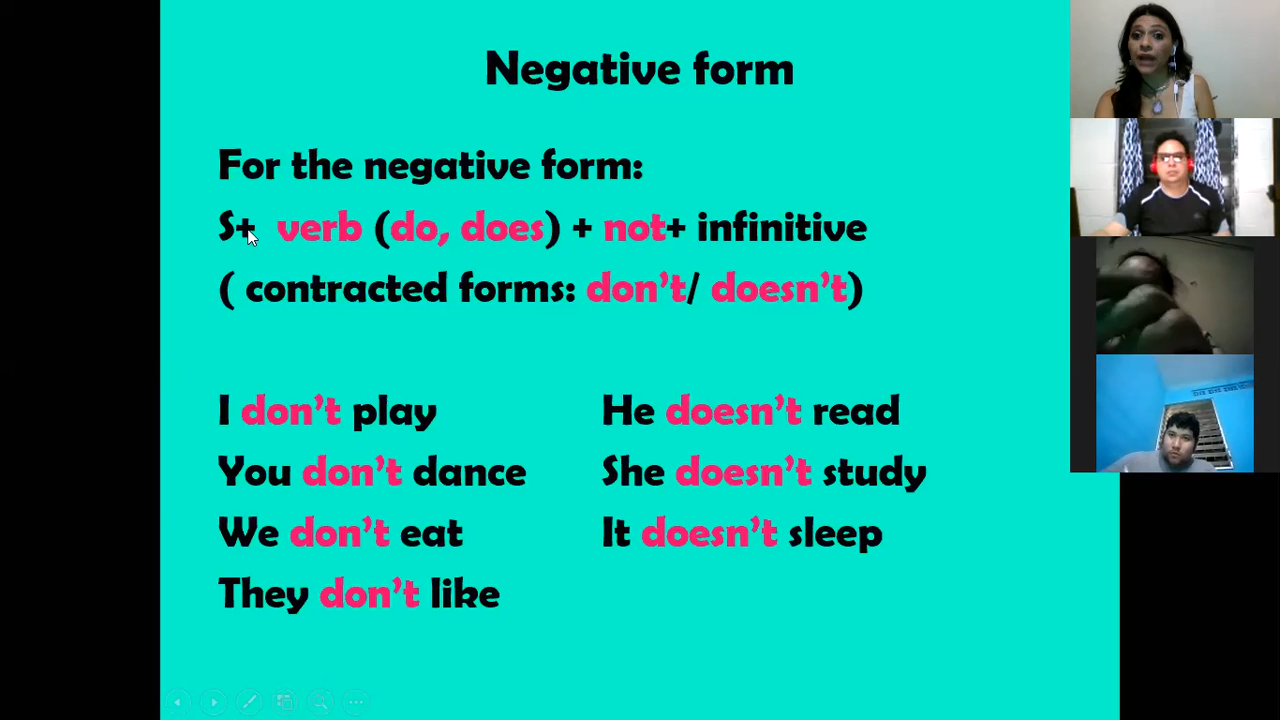 Negative form
For the negative form:
S+ verb (do, does) + not+ infinitive
( contracted forms: don’t/ doesn’t)
I don’t play
You don’t dance
We don’t eat
They don’t like
He doesn’t read
She doesn’t study
It doesn’t sleep